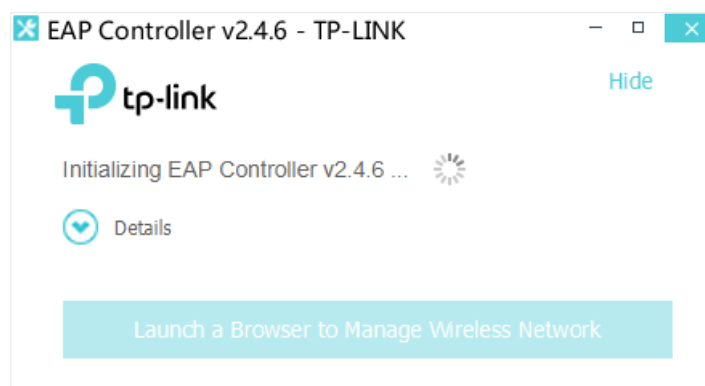 EAP Controller v2.4.6 - TP-LINK
tp-link
Hide
Initializing EAP Controller v2.4.6 ...
Details
Launch a Browser to Manage Wireless Network